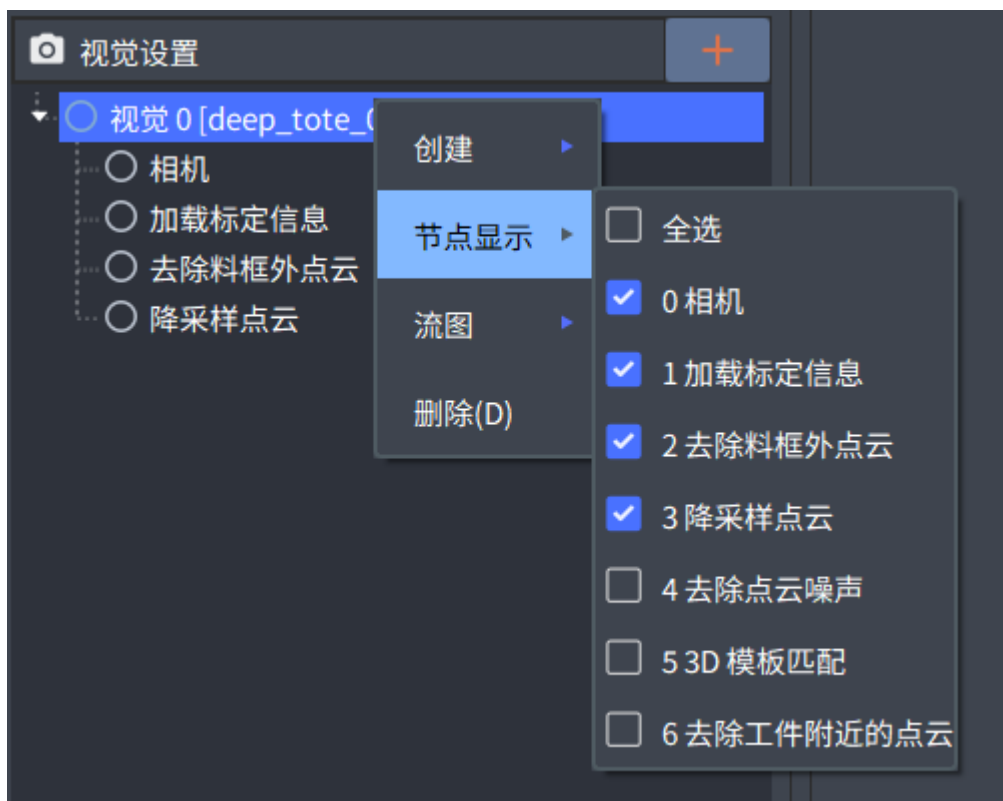 视觉设置
视觉 0 [deep_tote_
相机
加载标定信息
去除料框外点云
降采样点云
创建
节点显示
流图
删除(D)
全选
0 相机
1 加载标定信息
2 去除料框外点云
3 降采样点云
4 去除点云噪声
5 3D 模板匹配
6 去除工件附近的点云